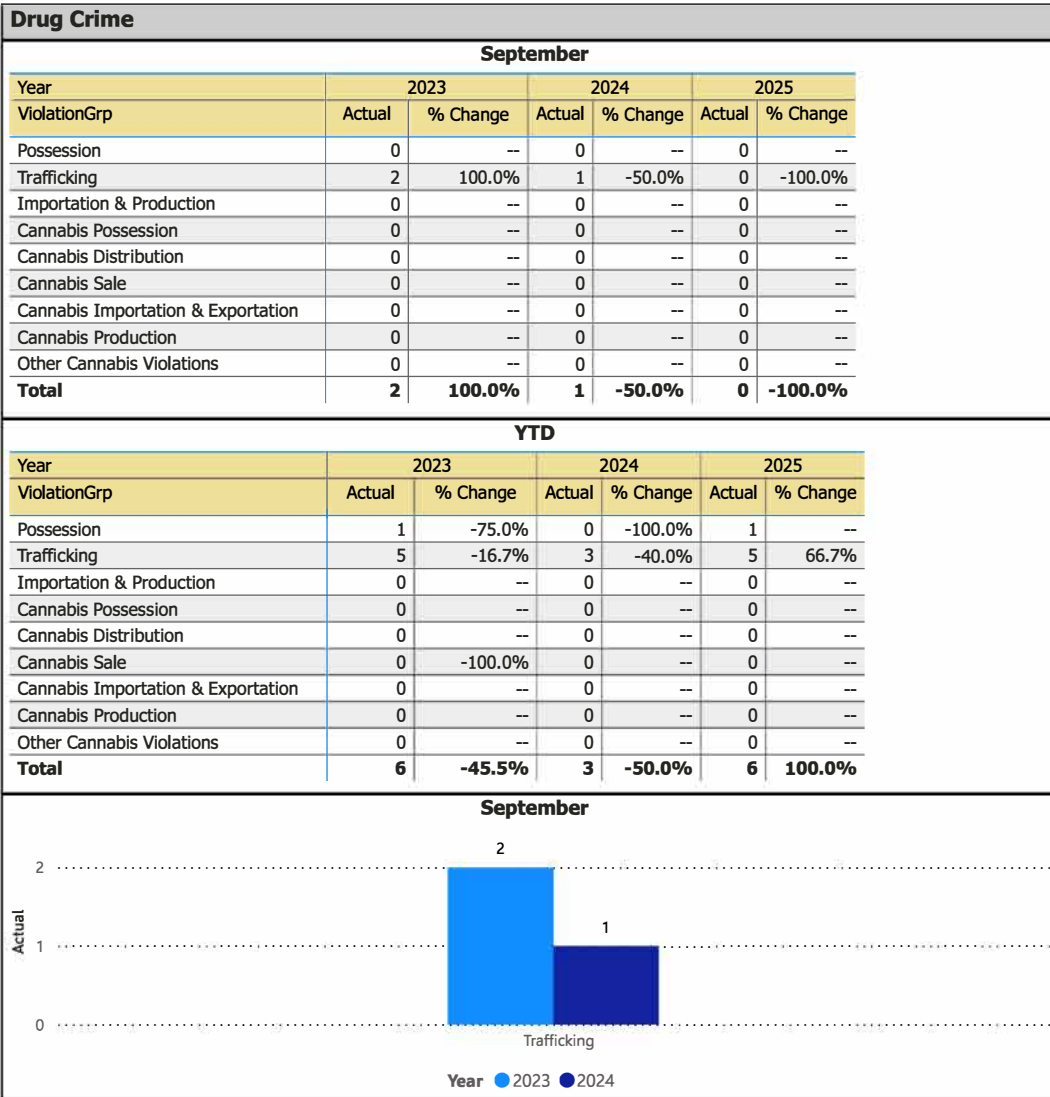 Drug Crime
September
Year 2023 2024 2025
ViolationGrp Actual % Change Actual % Change Actual % Change
Possession 0 -- 0 -- 0 --
Trafficking 2 100.0% 1 -50.0% 0 -100.0%
Importation & Production 0 -- 0 -- 0 --
Cannabis Possession 0 -- 0 -- 0 --
Cannabis Distribution 0 -- 0 -- 0 --
Cannabis Sale 0 -- 0 -- 0 --
Cannabis Importation & Exportation 0 -- 0 -- 0 --
Cannabis Production 0 -- 0 -- 0 --
Other Cannabis Violations 0 -- 0 -- 0 --
Total 2 100.0% 1 -50.0% 0 -100.0%
YTD
Year 2023 2024 2025
ViolationGrp Actual % Change Actual % Change Actual % Change
Possession 1 -75.0% 0 -100.0% 1 --
Trafficking 5 -16.7% 3 -40.0% 5 66.7%
Importation & Production 0 -- 0 -- 0 --
Cannabis Possession 0 -- 0 -- 0 --
Cannabis Distribution 0 -- 0 -- 0 --
Cannabis Sale 0 -100.0% 0 -- 0 --
Cannabis Importation & Exportation 0 -- 0 -- 0 --
Cannabis Production 0 -- 0 -- 0 --
Other Cannabis Violations 0 -- 0 -- 0 --
Total 6 -45.5% 3 -50.0% 6 100.0%
September
2
2
Actual
1
1
0
Trafficking
Year 2023 2024